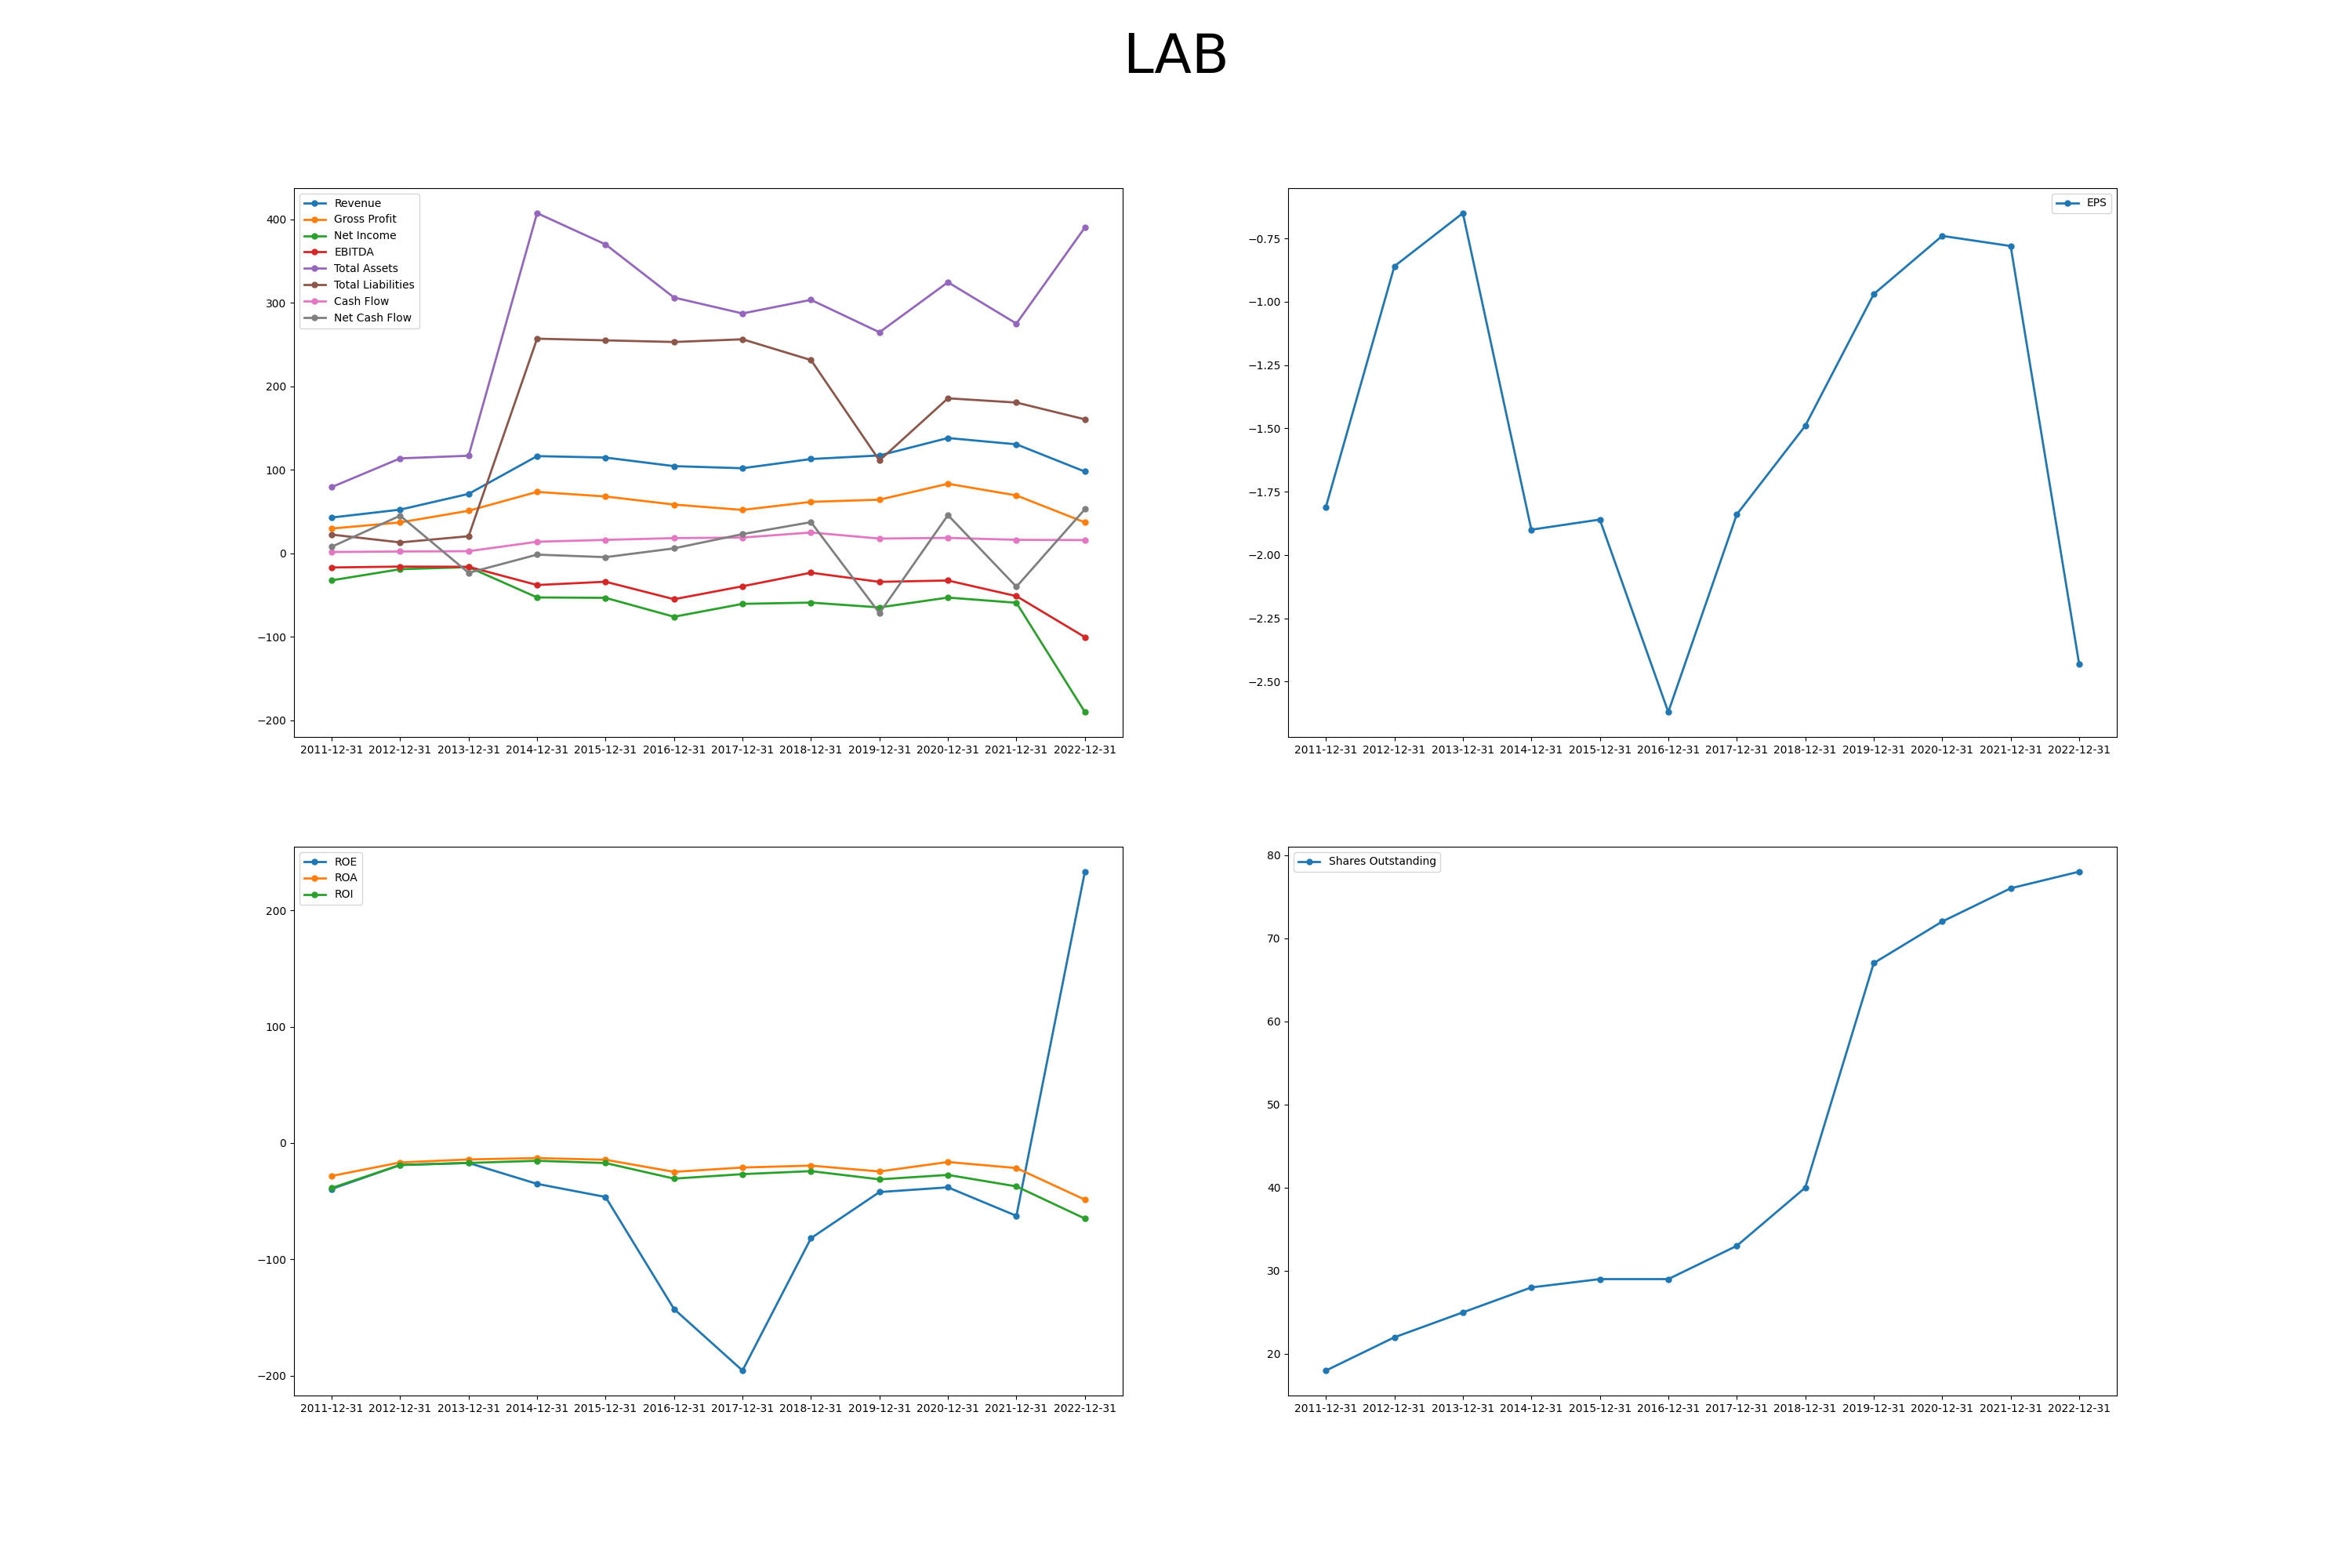 LAB
Revenue
Gross Profit
Net Income
EBITDA
Total Assets
Total Liabilities
Cash Flow
Net Cash Flow
400
300
200
100
0
−100
−200
2011-12-31 2012-12-31 2013-12-31 2014-12-31 2015-12-31 2016-12-31 2017-12-31 2018-12-31 2019-12-31 2020-12-31 2021-12-31 2022-12-31
EPS
−0.75
−1.00
−1.25
−1.50
−1.75
−2.00
−2.25
−2.50
2011-12-31 2012-12-31 2013-12-31 2014-12-31 2015-12-31 2016-12-31 2017-12-31 2018-12-31 2019-12-31 2020-12-31 2021-12-31 2022-12-31
ROE
ROA
ROI
200
100
0
−100
−200
2011-12-31 2012-12-31 2013-12-31 2014-12-31 2015-12-31 2016-12-31 2017-12-31 2018-12-31 2019-12-31 2020-12-31 2021-12-31 2022-12-31
Shares Outstanding
80
70
60
50
40
30
20
2011-12-31 2012-12-31 2013-12-31 2014-12-31 2015-12-31 2016-12-31 2017-12-31 2018-12-31 2019-12-31 2020-12-31 2021-12-31 2022-12-31